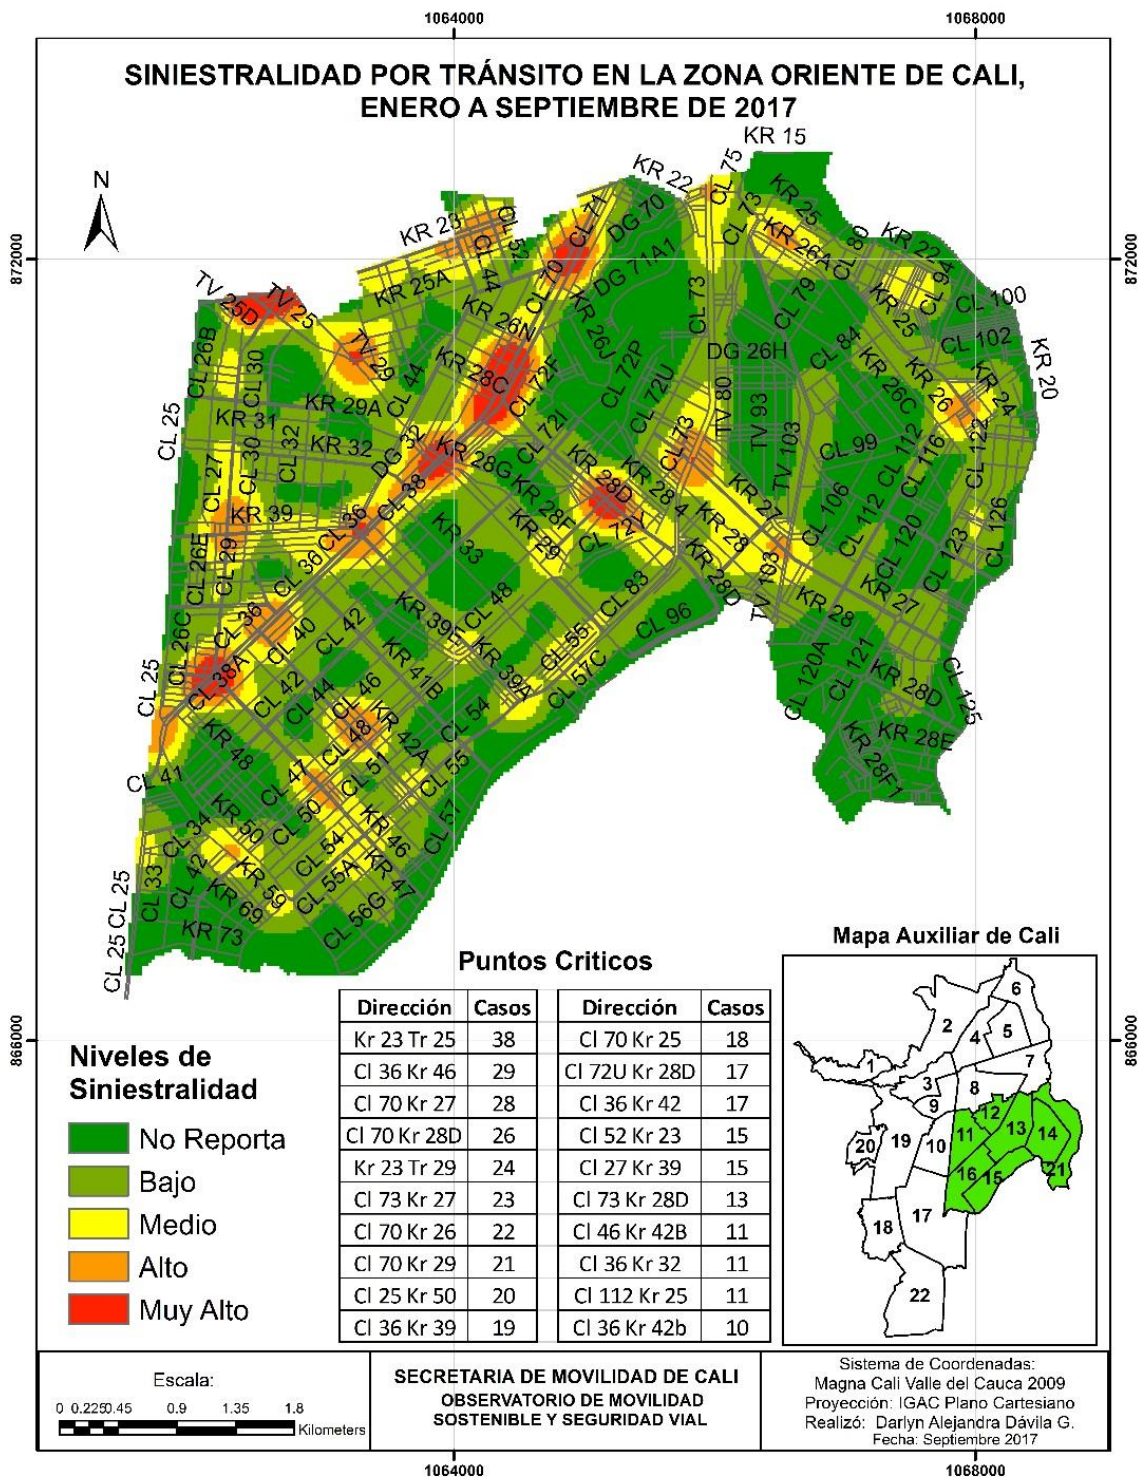 1064000
1068000
SINIESTRALIDAD POR TRÁNSITO EN LA ZONA ORIENTE DE CALI,
ENERO A SEPTIEMBRE DE 2017
N
872000
872000
KR 15
KR 22
CL 75
KR 23
CL 52
CL 71
DG 70
CL 73
KR 25
KR 26A
CL 80
KR 22
CL 94
CL 44
KR 25A
CL 70
DG 71A1
CL 100
TV 25D
TV 25
KR 26N
KR 26J
CL 73
CL 79
KR 25
CL 102
KR 20
CL 26B
CL 30
TV 29
CL 44
KR 28C
CL 72F
CL 72P
CL 72U
DG 26H
CL 84
KR 26C
KR 26
KR 24
CL 25
KR 31
KR 29A
TV 80
TV 93
TV 103
CL 27
CL 30
CL 32
KR 32
DG 32
CL 38
KR 28G
CL 72I
CL 73
CL 99
CL 112
CL 116
CL 122
KR 28D
KR 28 4
KR 39
CL 36
KR 28F
CL 72
KR 27
CL 106
CL 112
CL 120
CL 126
CL 123
CL 26E
CL 29
CL 36
KR 33
KR 29
KR 28
TV 103
KR 28C
CL 83
CL 96
KR 28
KR 27
CL 26C
CL 36
CL 40
CL 42
KR 39E
CL 48
CL 25
CL 38A
CL 42
CL 44
CL 46
KR 41B
KR 39A
CL 55
CL 57C
CL 54
CL 120A
CL 121
KR 28D
CL 125
KR 28E
KR 28F1
CL 41
KR 48
CL 47
CL 48
KR 42A
CL 51
CL 55
CL 57
CL 34
KR 50
CL 50
CL 54
KR 46
CL 33
CL 42
KR 59
KR 69
CL 55A
KR 47
CL 56G
KR 73
CL 25
CL 25
866000
866000
Puntos Criticos
Dirección Casos Dirección Casos
Kr 23 Tr 25 38 Cl 70 Kr 25 18
Cl 36 Kr 46 29 Cl 72U Kr 28D 17
Cl 70 Kr 27 28 Cl 36 Kr 42 17
Cl 70 Kr 28D 26 Cl 52 Kr 23 15
Kr 23 Tr 29 24 Cl 27 Kr 39 15
Cl 73 Kr 27 23 Cl 73 Kr 28D 13
Cl 70 Kr 26 22 Cl 46 Kr 42B 11
Cl 70 Kr 29 21 Cl 36 Kr 32 11
Cl 25 Kr 50 20 Cl 112 Kr 25 11
Cl 36 Kr 39 19 Cl 36 Kr 42b 10
Niveles de
Siniestralidad
No Reporta
Bajo
Medio
Alto
Muy Alto
Mapa Auxiliar de Cali
6
2
4
5
7
1
3
8
9
12
13
14
11
10
19
20
21
16
15
17
18
22
Escala:
0 0.225 0.45 0.9 1.35 1.8
Kilometers
SECRETARIA DE MOVILIDAD DE CALI
OBSERVATORIO DE MOVILIDAD
SOSTENIBLE Y SEGURIDAD VIAL
Sistema de Coordenadas:
Magna Cali Valle del Cauca 2009
Proyección: IGAC Plano Cartesiano
Realizó: Darlyn Alejandra Dávila G.
Fecha: Septiembre 2017
1064000
1068000